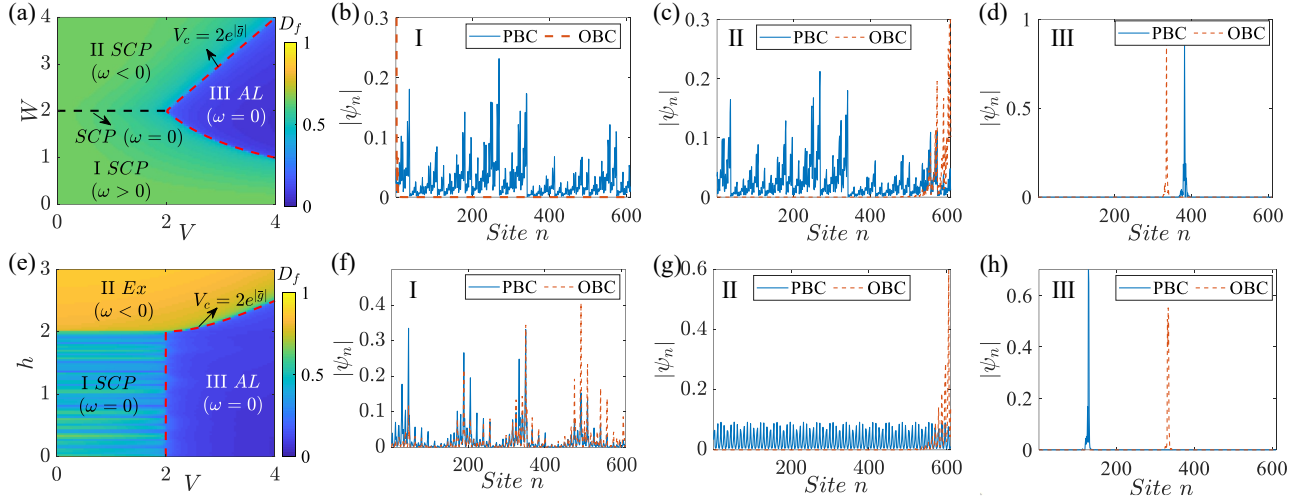 (a)
D_f
4
3
2
1
0
W
0
2
4
V
II SCP
(ω < 0)
V_c = 2e^{|ḡ|}
III AL
(ω = 0)
SCP (ω = 0)
I SCP
(ω > 0)
1
0.5
0
(b)
|ψ_n|
0.3
0.2
0.1
0
I
PBC
OBC
200
400
600
Site n
(c)
|ψ_n|
0.3
0.2
0.1
0
II
PBC
OBC
200
400
600
Site n
(d)
|ψ_n|
1
0.5
0
III
PBC
OBC
200
400
600
Site n
(e)
D_f
3
2
1
0
h
0
2
4
V
II Ex
(ω < 0)
V_c = 2e^{|ḡ|}
I SCP
(ω = 0)
III AL
(ω = 0)
1
0.5
0
(f)
|ψ_n|
0.4
0.3
0.2
0.1
0
I
PBC
OBC
200
400
600
Site n
(g)
|ψ_n|
0.6
0.4
0.2
0
II
PBC
OBC
200
400
600
Site n
(h)
|ψ_n|
0.6
0.4
0.2
0
III
PBC
OBC
200
400
600
Site n